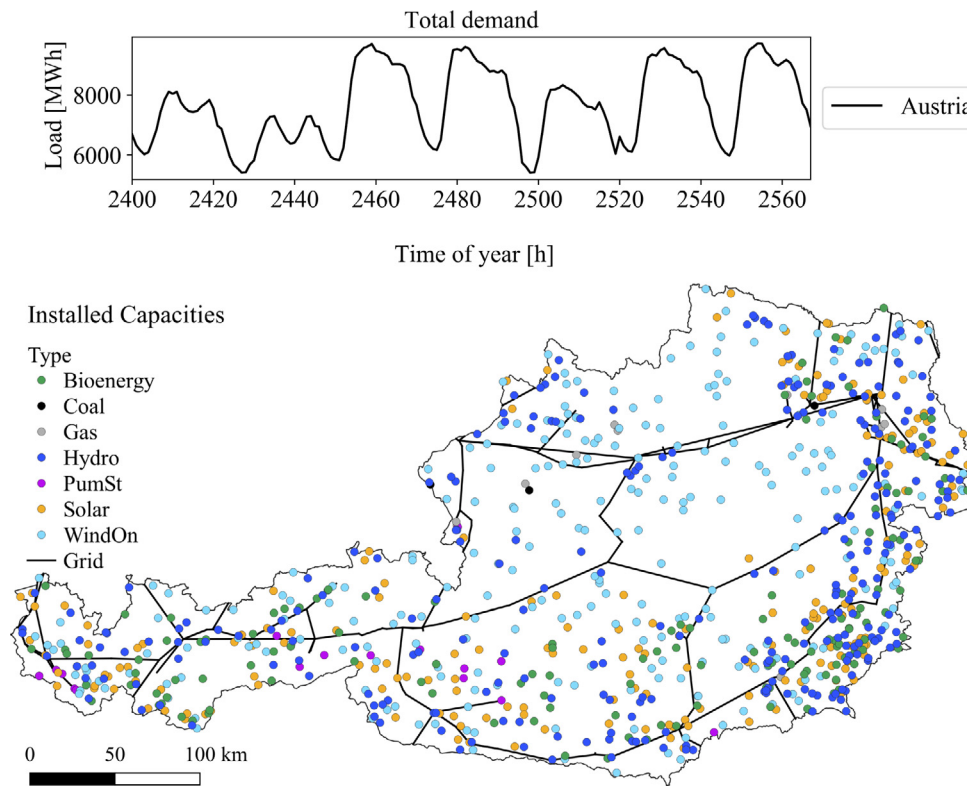 Total demand
Load [MWh]
8000
6000
Austria
2400 2420 2440 2460 2480 2500 2520 2540 2560
Time of year [h]
Installed Capacities
Type
Bioenergy
Coal
Gas
Hydro
PumSt
Solar
WindOn
Grid
0 50 100 km